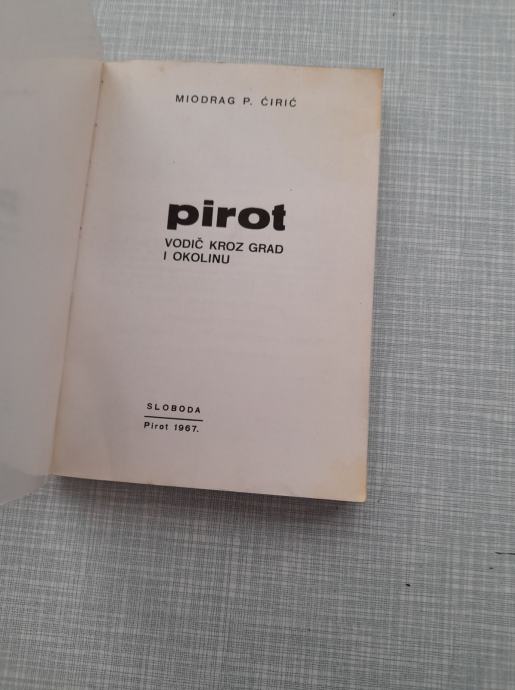 MIODRAG P. ĆIRIĆ
pirot
VODIČ KROZ GRAD
I OKOLINU
SLOBODA
Pirot 1967.